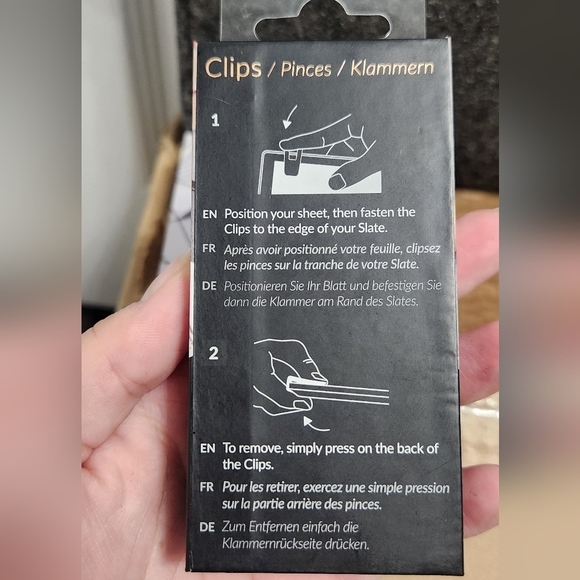 Clips / Pinces / Klammern
1
EN Position your sheet, then fasten the
Clips to the edge of your Slate.
FR Après avoir positionné votre feuille, clipsez
les pinces sur la tranche de votre Slate.
DE Positionieren Sie Ihr Blatt und befestigen Sie
dann die Klammer am Rand des Slates.
2
EN To remove, simply press on the back of
the Clips.
FR Pour les retirer, exercez une simple pression
sur la partie arrière des pinces.
DE Zum Entfernen einfach die
Klammernrückseite drücken.